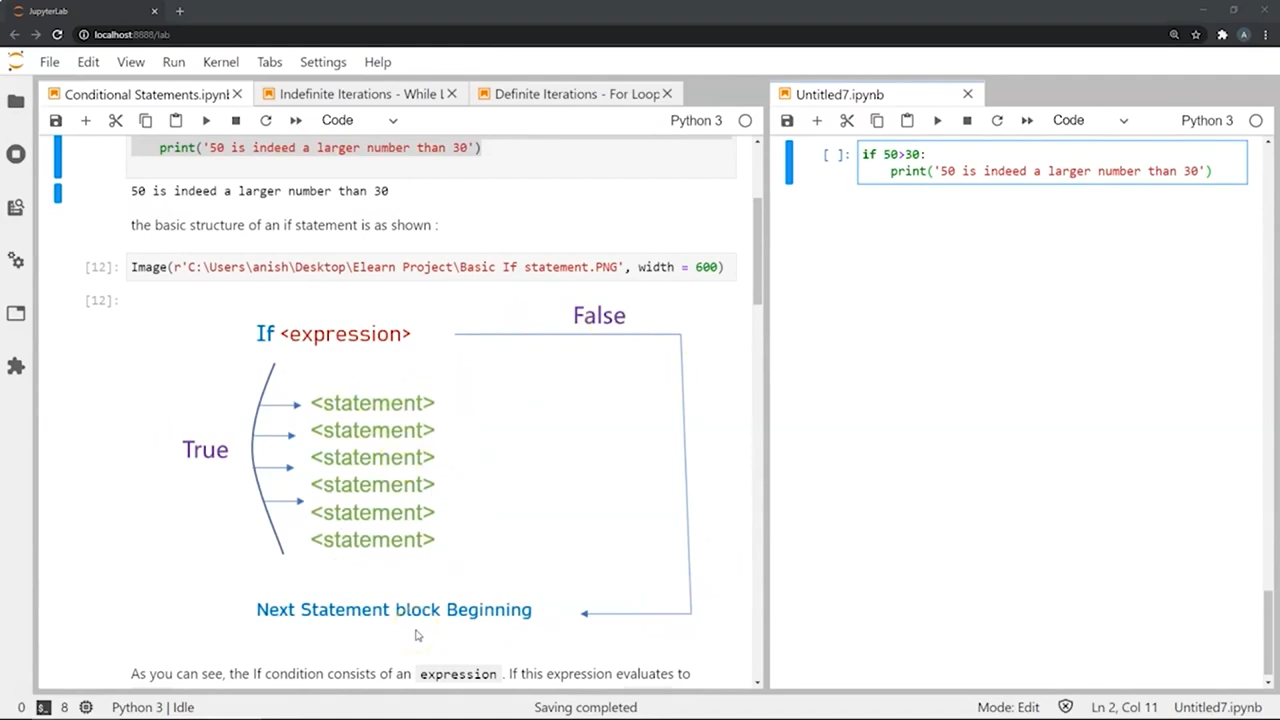 JupyterLab
localhost:8888/lab
File Edit View Run Kernel Tabs Settings Help
Conditional Statements.ipynb Indefinite Iterations - While L Definite Iterations - For Loop Untitled7.ipynb
Code Python 3 Code Python 3
print('50 is indeed a larger number than 30')
50 is indeed a larger number than 30
the basic structure of an if statement is as shown :
[12]: Image(r'C:\Users\anish\Desktop\Elearn Project\Basic If statement.PNG', width = 600)
[12]:
False
If <expression>
<statement>
<statement>
True
<statement>
<statement>
<statement>
<statement>
Next Statement block Beginning
As you can see, the If condition consists of an expression. If this expression evaluates to
[ ]: if 50>30:
print('50 is indeed a larger number than 30')
0 8 Python 3 | Idle Saving completed Mode: Edit Ln 2, Col 11 Untitled7.ipynb